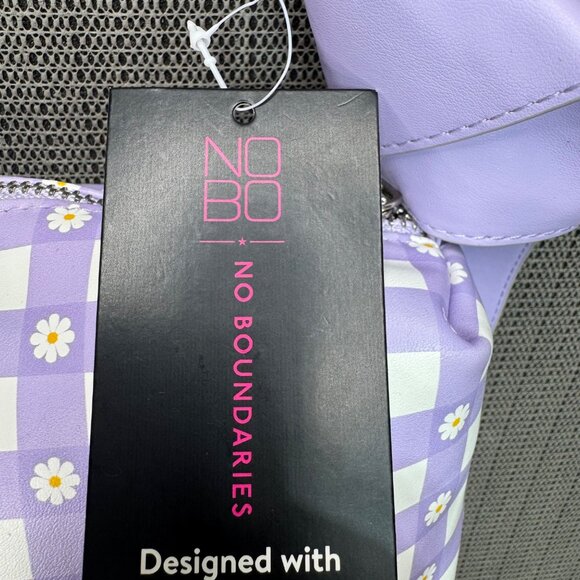 NO
BO
NO BOUNDARIES
Designed with